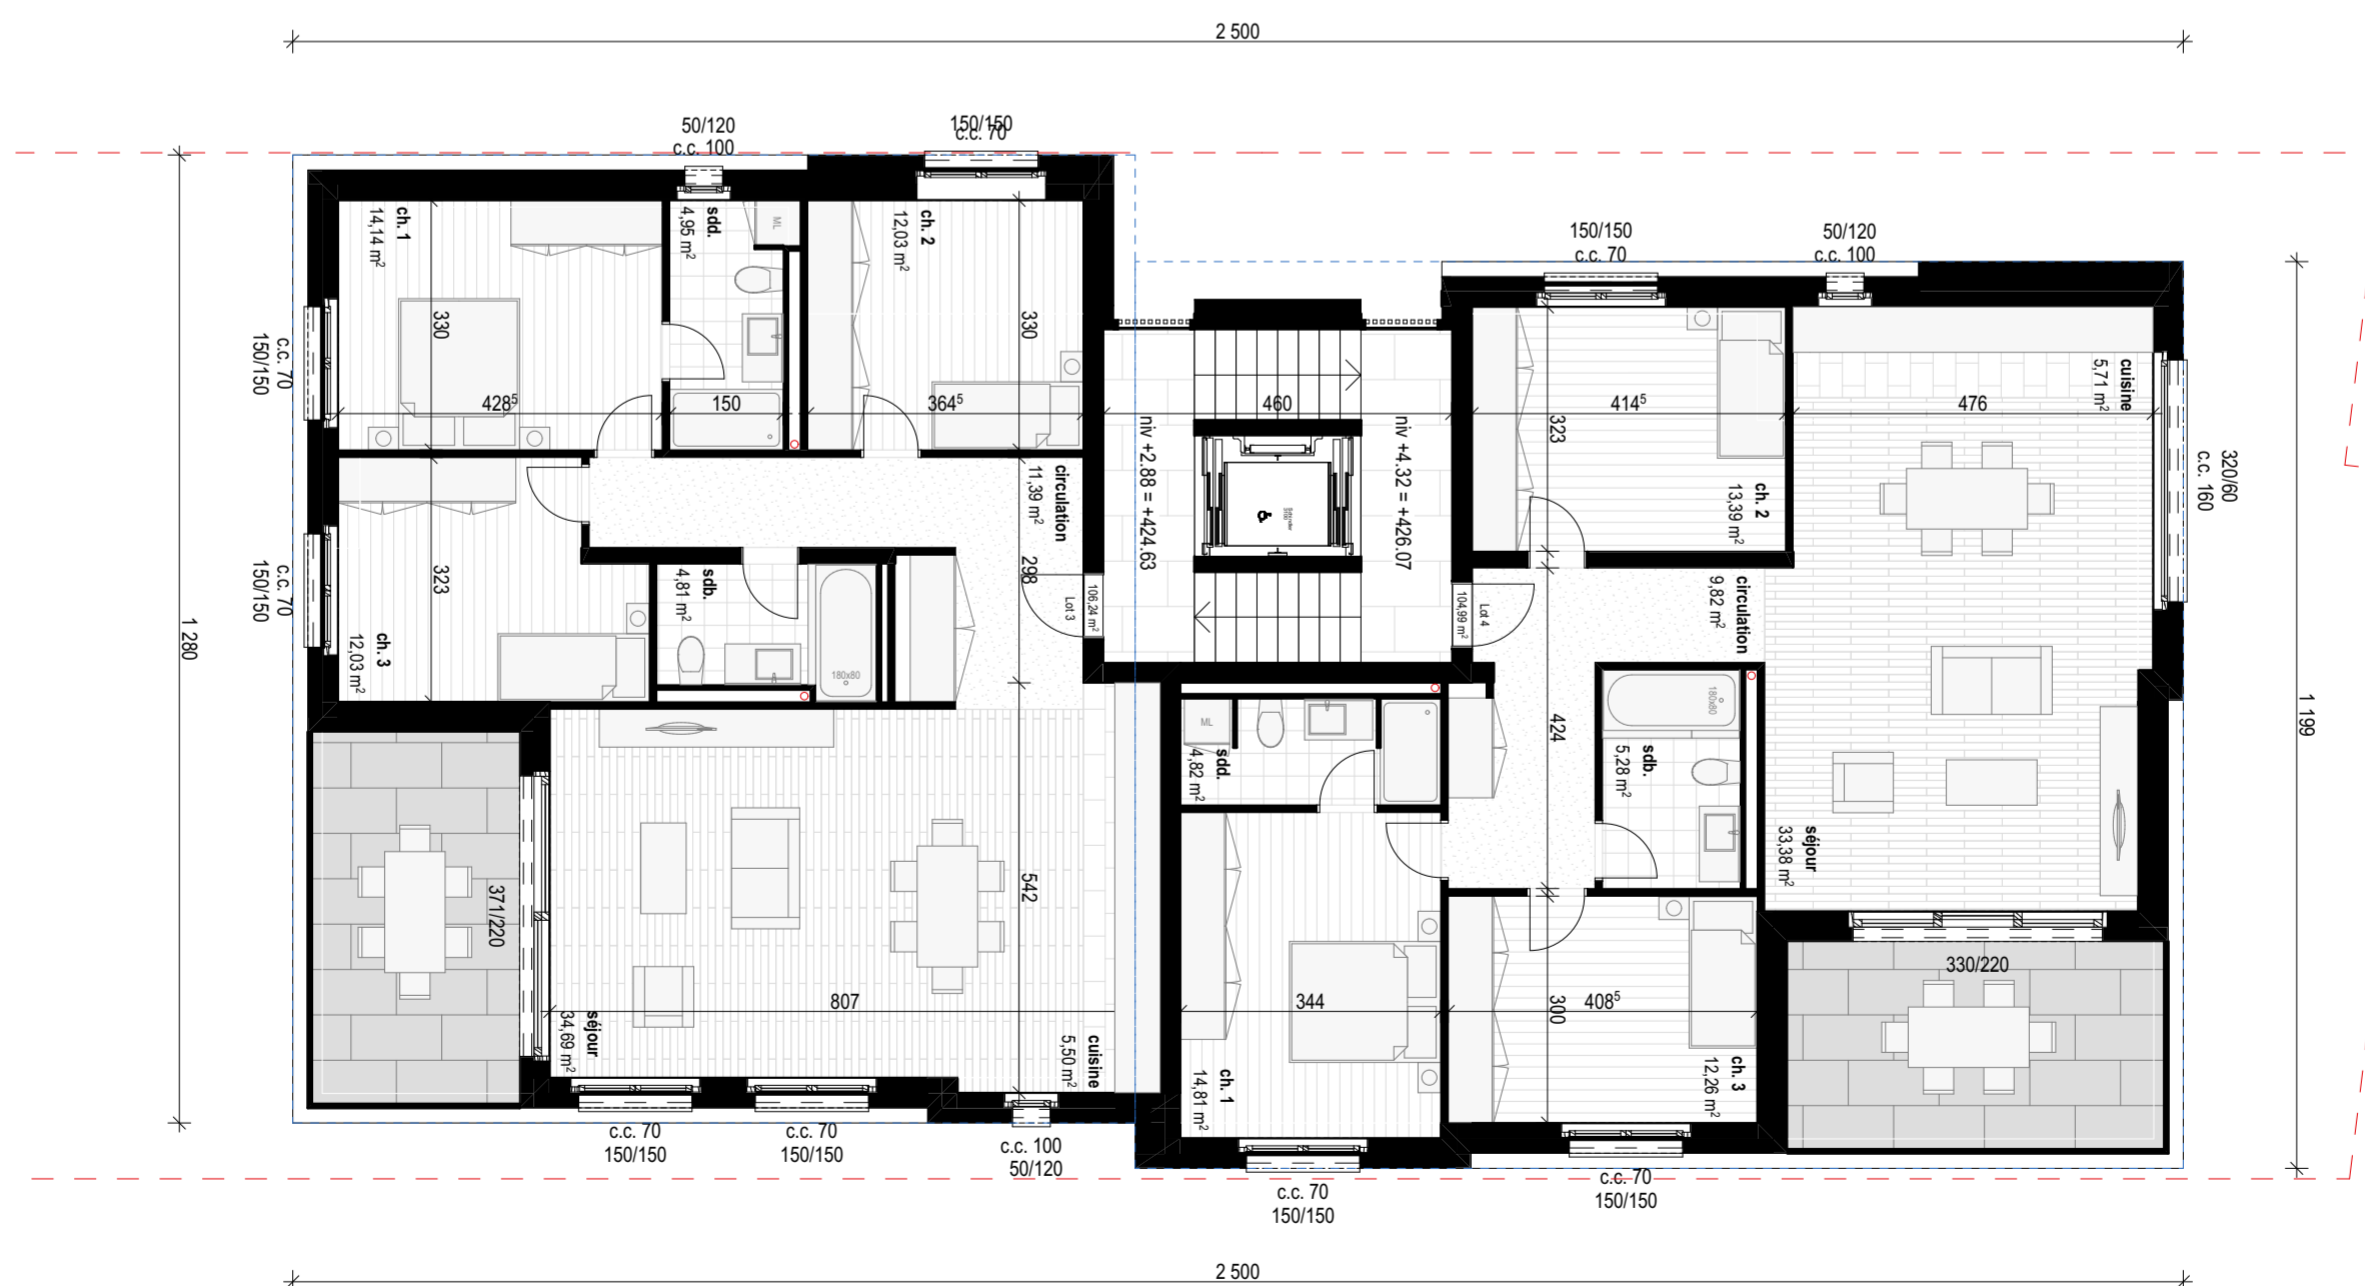 2 500
50/120
c.c. 100
150/150
c.c. 70
150/150
c.c. 70
50/120
c.c. 100
ch. 1
14,14 m²
sdd.
4,95 m²
ML
ch. 2
12,03 m²
330
330
428⁵
150
364⁵
460
414⁵
476
323
c.c. 70
150/150
niv +2.88 = +424.63
niv +4.32 = +426.07
cuisine
5,71 m²
320/60
c.c. 160
ch. 2
13,39 m²
circulation
11,39 m²
298
106,24 m²
Lot 3
104,99 m²
Lot 4
circulation
9,82 m²
323
c.c. 70
150/150
ch. 3
12,03 m²
sdb.
4,81 m²
180x80
1 280
1 199
ML
sdd.
4,82 m²
424
180x80
sdb.
5,28 m²
séjour
33,38 m²
371/220
542
807
séjour
34,69 m²
cuisine
5,50 m²
344
300
408⁵
330/220
ch. 1
14,81 m²
ch. 3
12,26 m²
c.c. 70
150/150
c.c. 70
150/150
c.c. 100
50/120
c.c. 70
150/150
c.c. 70
150/150
2 500